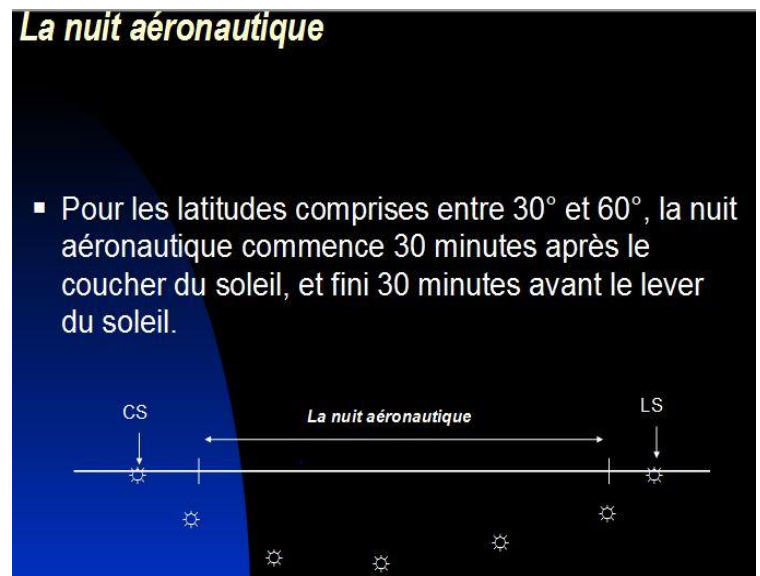 La nuit aéronautique
▪ Pour les latitudes comprises entre 30° et 60°, la nuit
aéronautique commence 30 minutes après le
coucher du soleil, et fini 30 minutes avant le lever
du soleil.
CS
La nuit aéronautique
LS